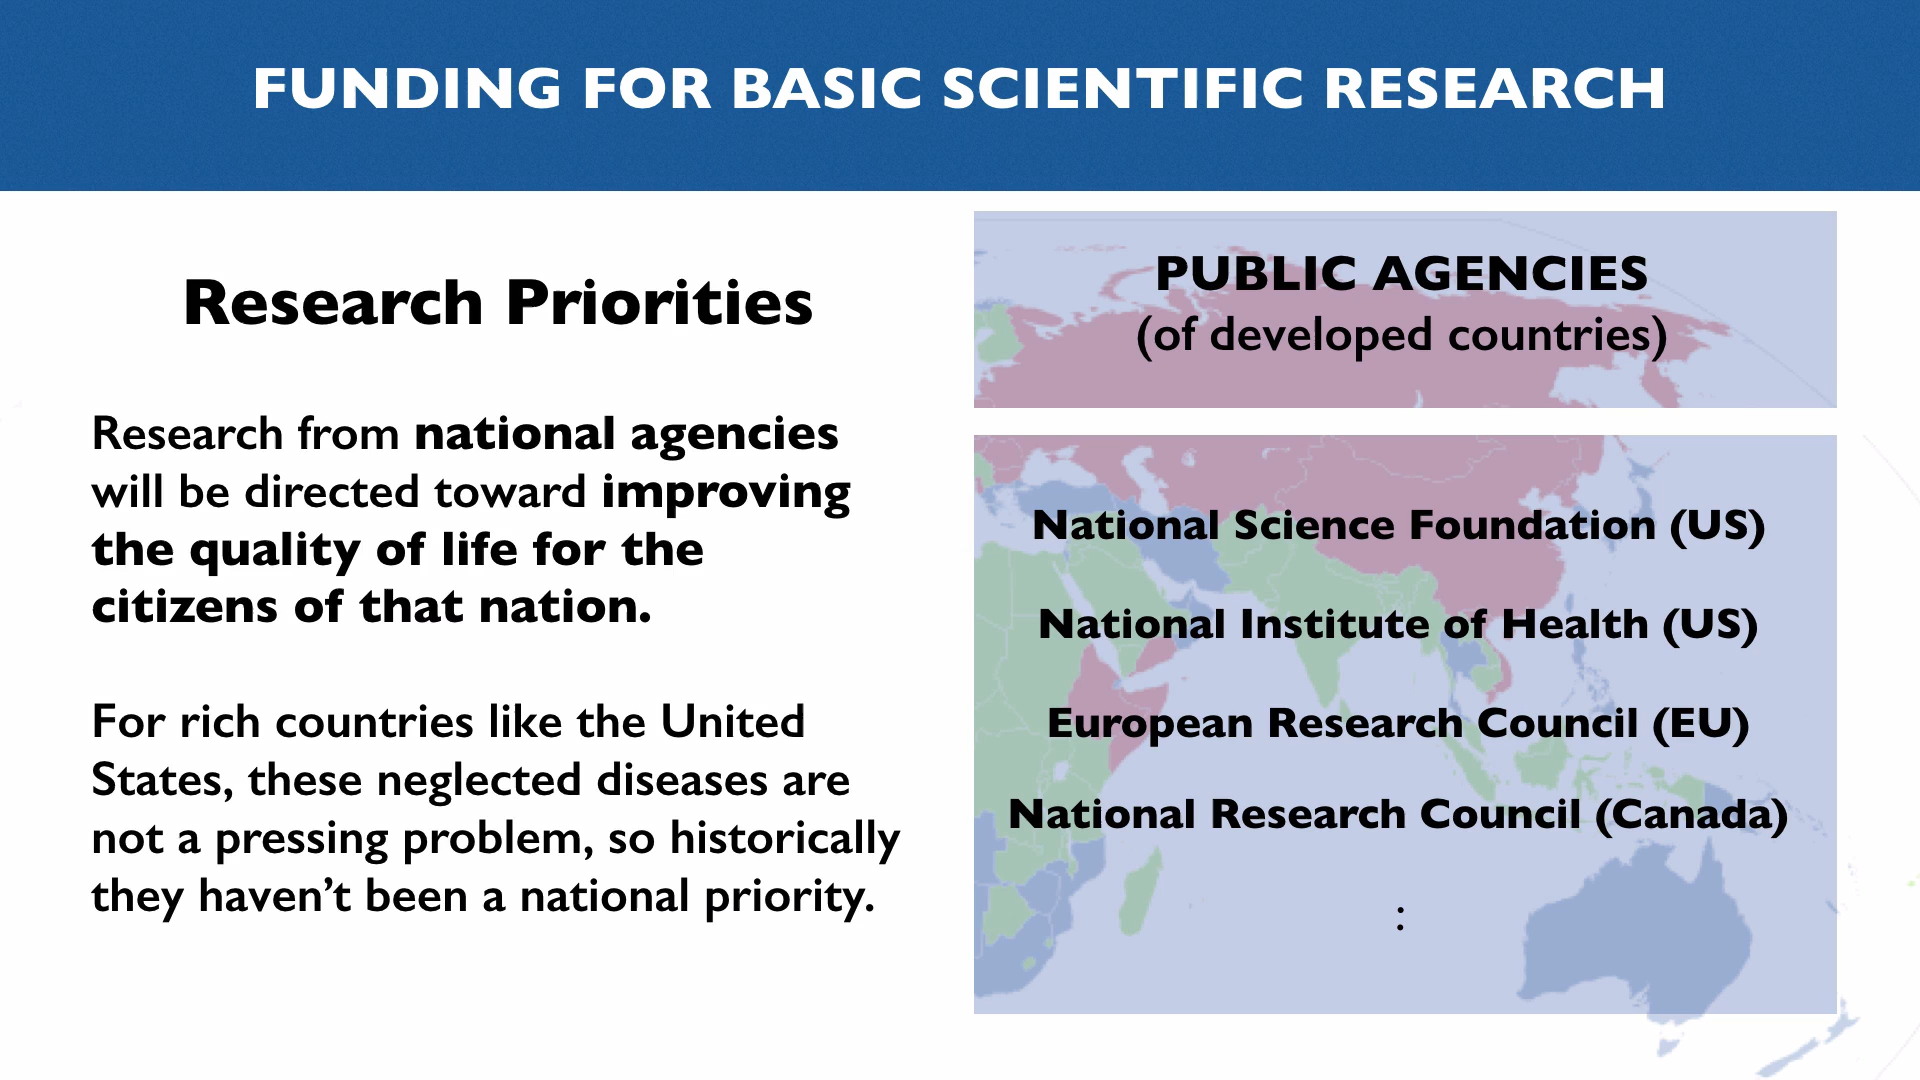 FUNDING FOR BASIC SCIENTIFIC RESEARCH
Research Priorities
Research from national agencies
will be directed toward improving
the quality of life for the
citizens of that nation.
For rich countries like the United
States, these neglected diseases are
not a pressing problem, so historically
they haven’t been a national priority.
PUBLIC AGENCIES
(of developed countries)
National Science Foundation (US)
National Institute of Health (US)
European Research Council (EU)
National Research Council (Canada)
: